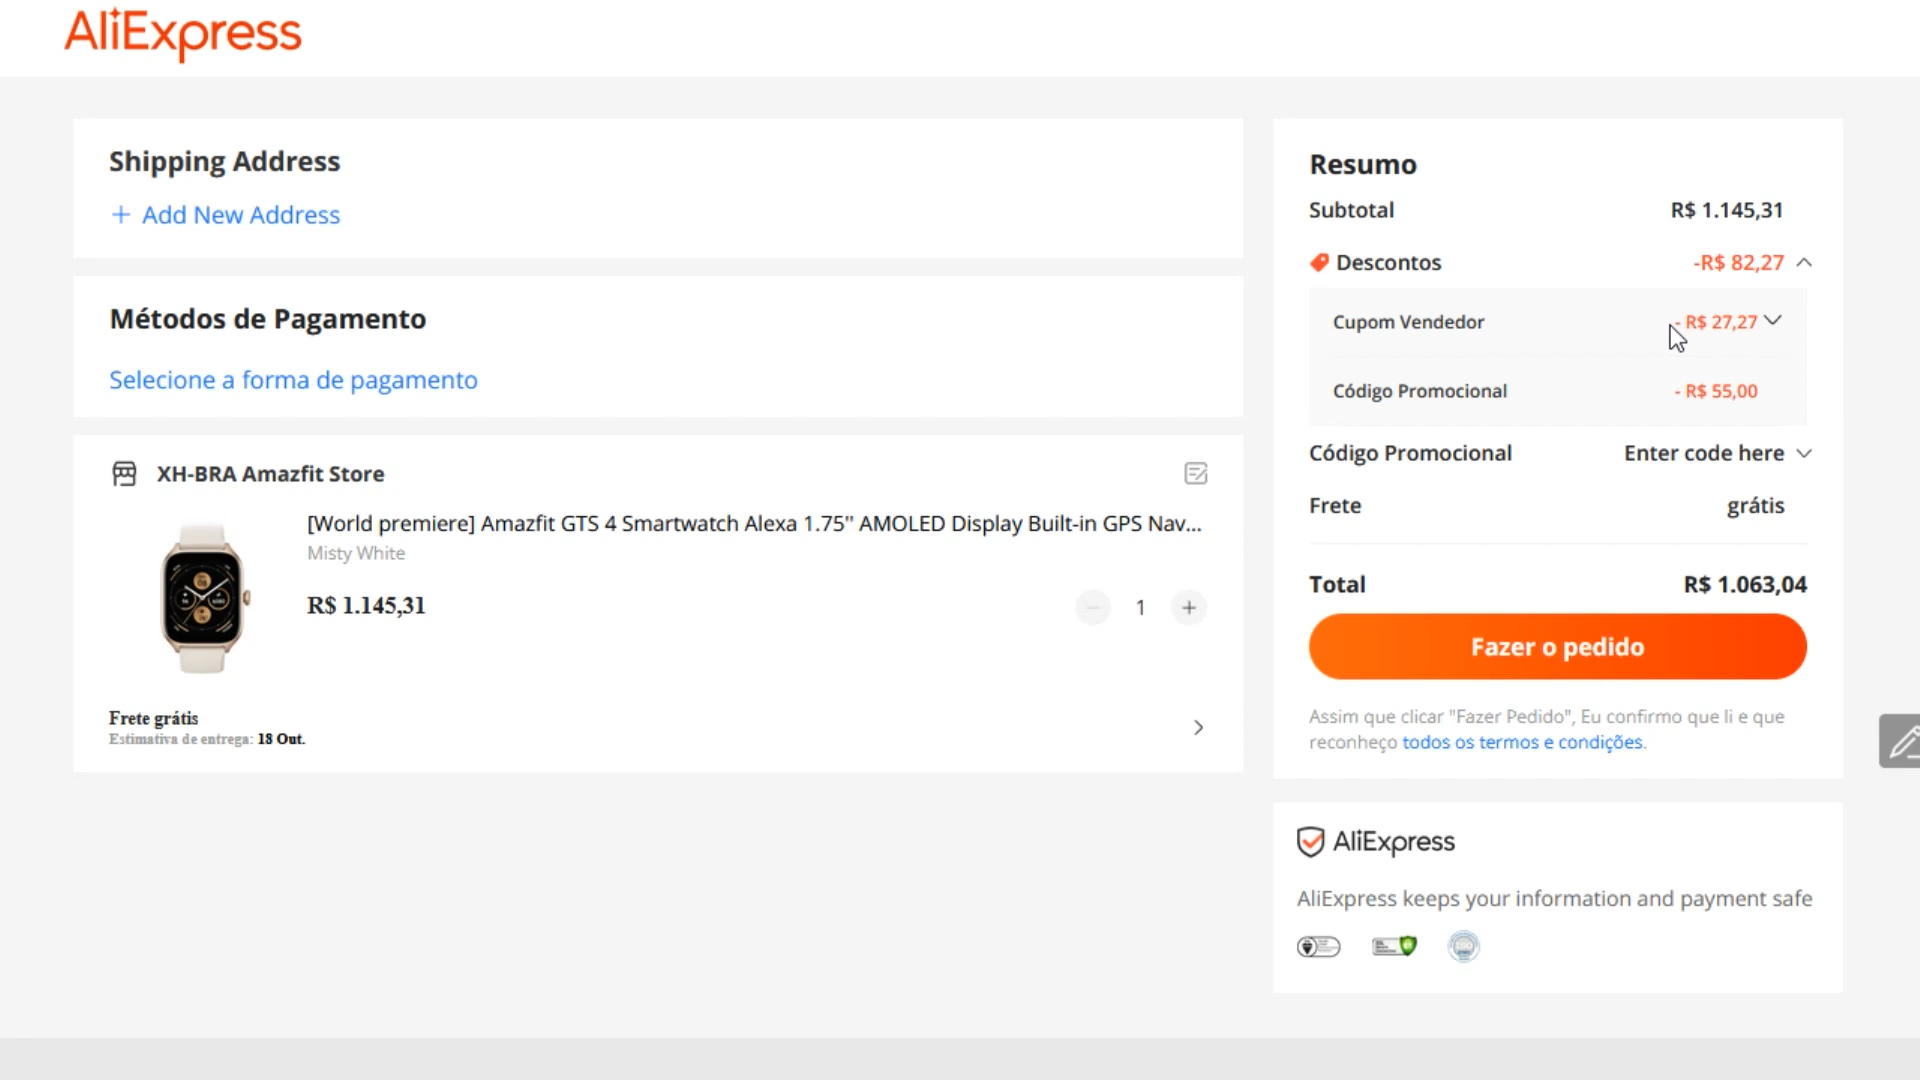 AliExpress
Shipping Address
+ Add New Address
Métodos de Pagamento
Selecione a forma de pagamento
XH-BRA Amazfit Store
[World premiere] Amazfit GTS 4 Smartwatch Alexa 1.75'' AMOLED Display Built-in GPS Nav...
Misty White
R$ 1.145,31
1
Frete grátis
Estimativa de entrega: 18 Out.
Resumo
Subtotal R$ 1.145,31
Descontos -R$ 82,27
Cupom Vendedor - R$ 27,27
Código Promocional - R$ 55,00
Código Promocional Enter code here
Frete grátis
Total R$ 1.063,04
Fazer o pedido
Assim que clicar "Fazer Pedido", Eu confirmo que li e que
reconheço todos os termos e condições.
AliExpress
AliExpress keeps your information and payment safe